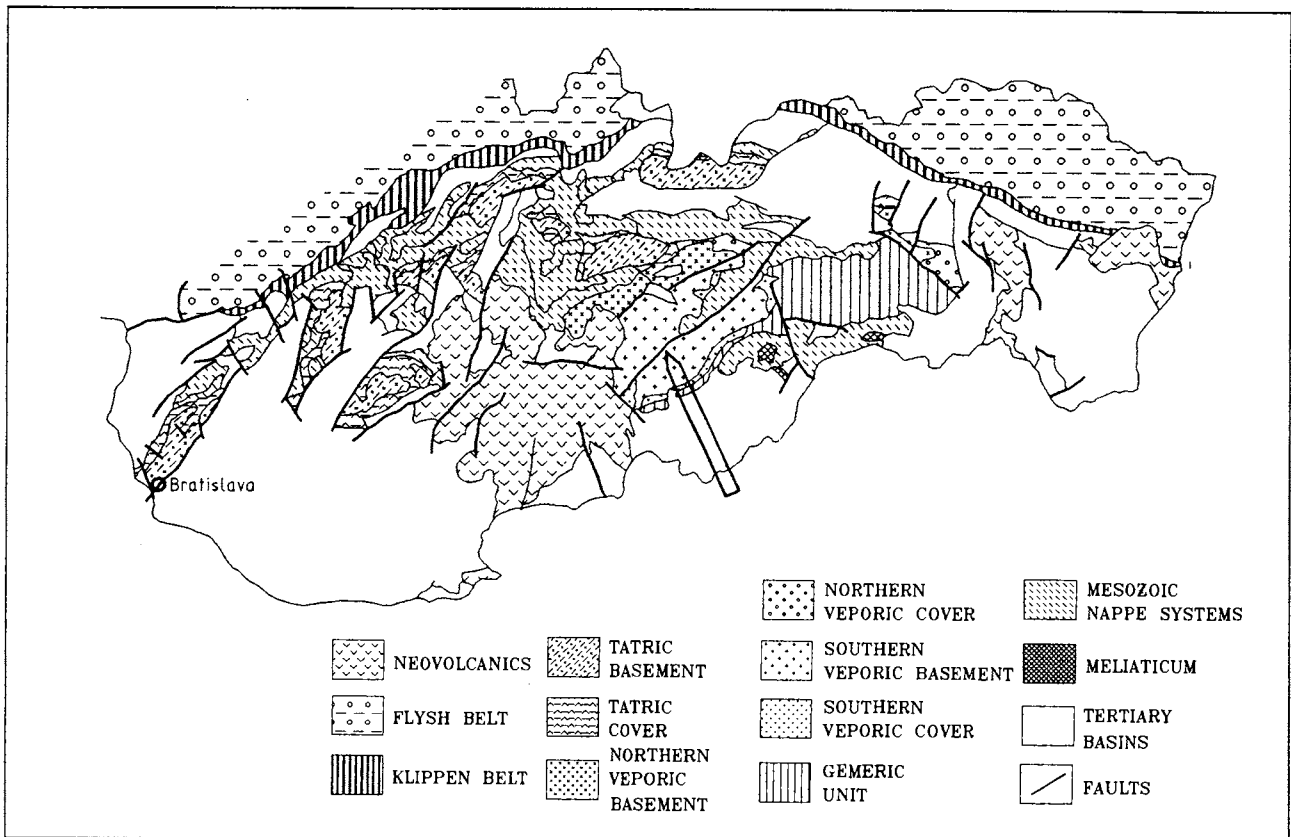 Bratislava
NEOVOLCANICS
FLYSH BELT
KLIPPEN BELT
TATRIC
BASEMENT
TATRIC
COVER
NORTHERN
VEPORIC
BASEMENT
NORTHERN
VEPORIC COVER
SOUTHERN
VEPORIC BASEMENT
SOUTHERN
VEPORIC COVER
GEMERIC
UNIT
MESOZOIC
NAPPE SYSTEMS
MELIATICUM
TERTIARY
BASINS
FAULTS